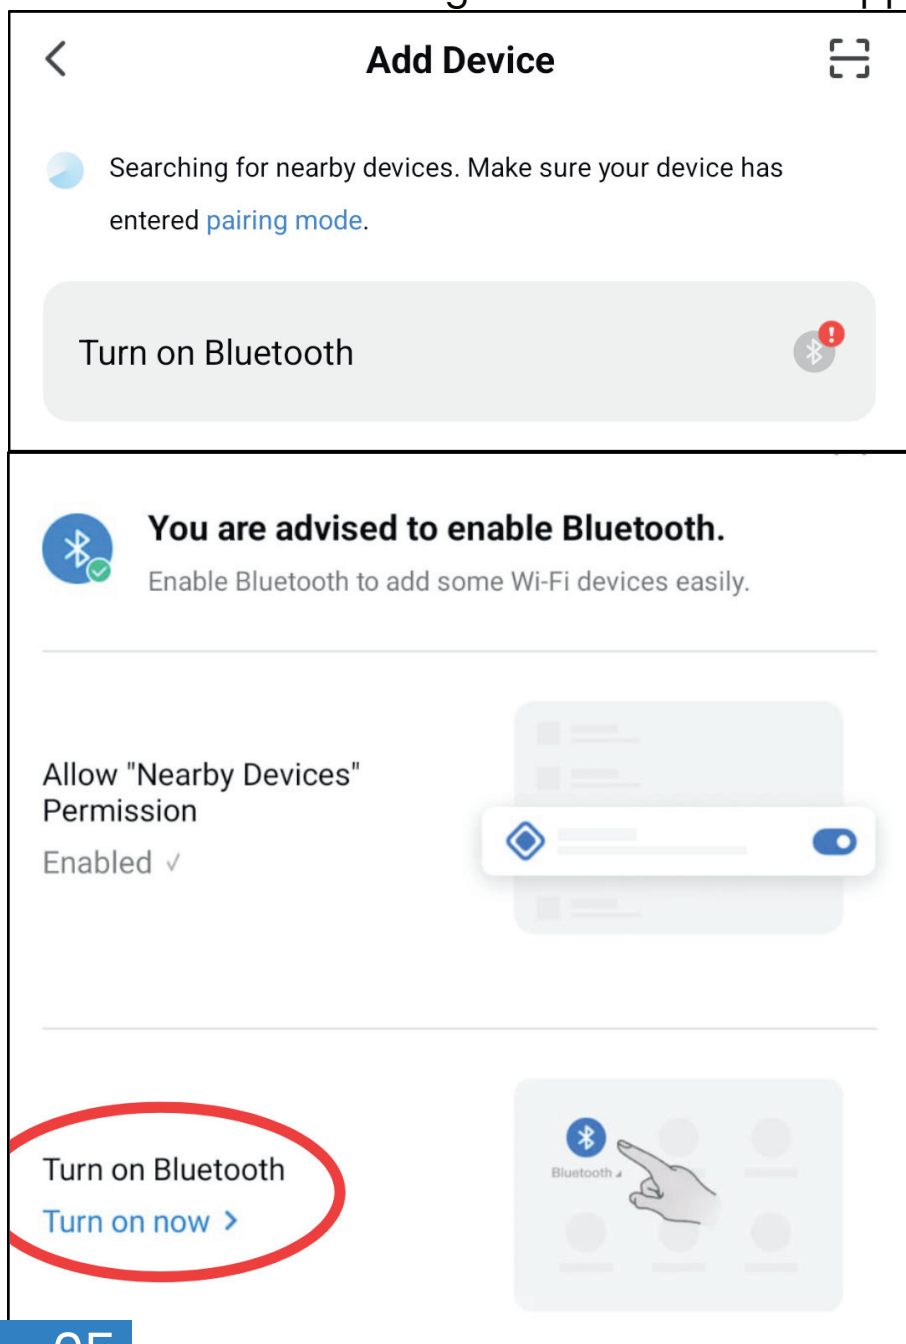 Add Device
Searching for nearby devices. Make sure your device has
entered pairing mode.
Turn on Bluetooth
You are advised to enable Bluetooth.
Enable Bluetooth to add some Wi-Fi devices easily.
Allow "Nearby Devices"
Permission
Enabled ✓
Bluetooth
Turn on Bluetooth
Turn on now >